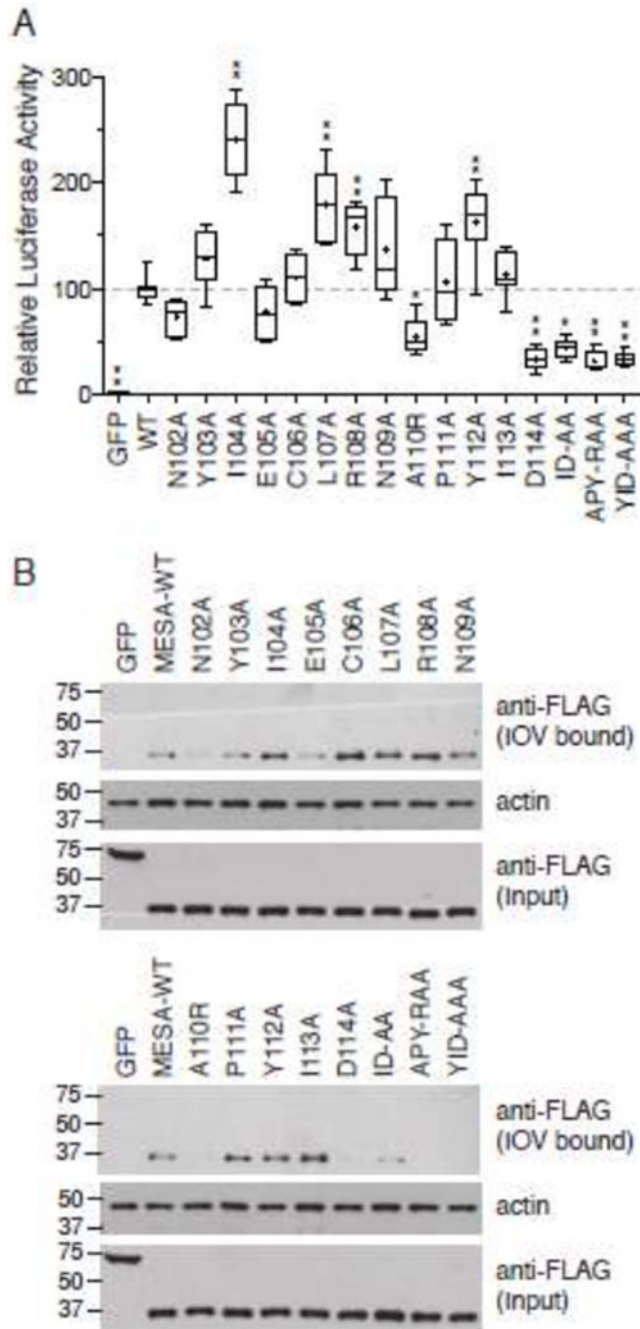 A
Relative Luciferase Activity
300
200
100
0
** ** ** ** * ** ** * ** **
GFP
WT
N102A
Y103A
I104A
E105A
C106A
L107A
R108A
N109A
A110R
P111A
Y112A
I113A
D114A
ID-AA
APY-RAA
YID-AAA
B
GFP
MESA-WT
N102A
Y103A
I104A
E105A
C106A
L107A
R108A
N109A
75
50
37
anti-FLAG
(IOV bound)
50
37
actin
75
50
37
anti-FLAG
(Input)
GFP
MESA-WT
A110R
P111A
Y112A
I113A
D114A
ID-AA
APY-RAA
YID-AAA
75
50
37
anti-FLAG
(IOV bound)
50
37
actin
75
50
37
anti-FLAG
(Input)